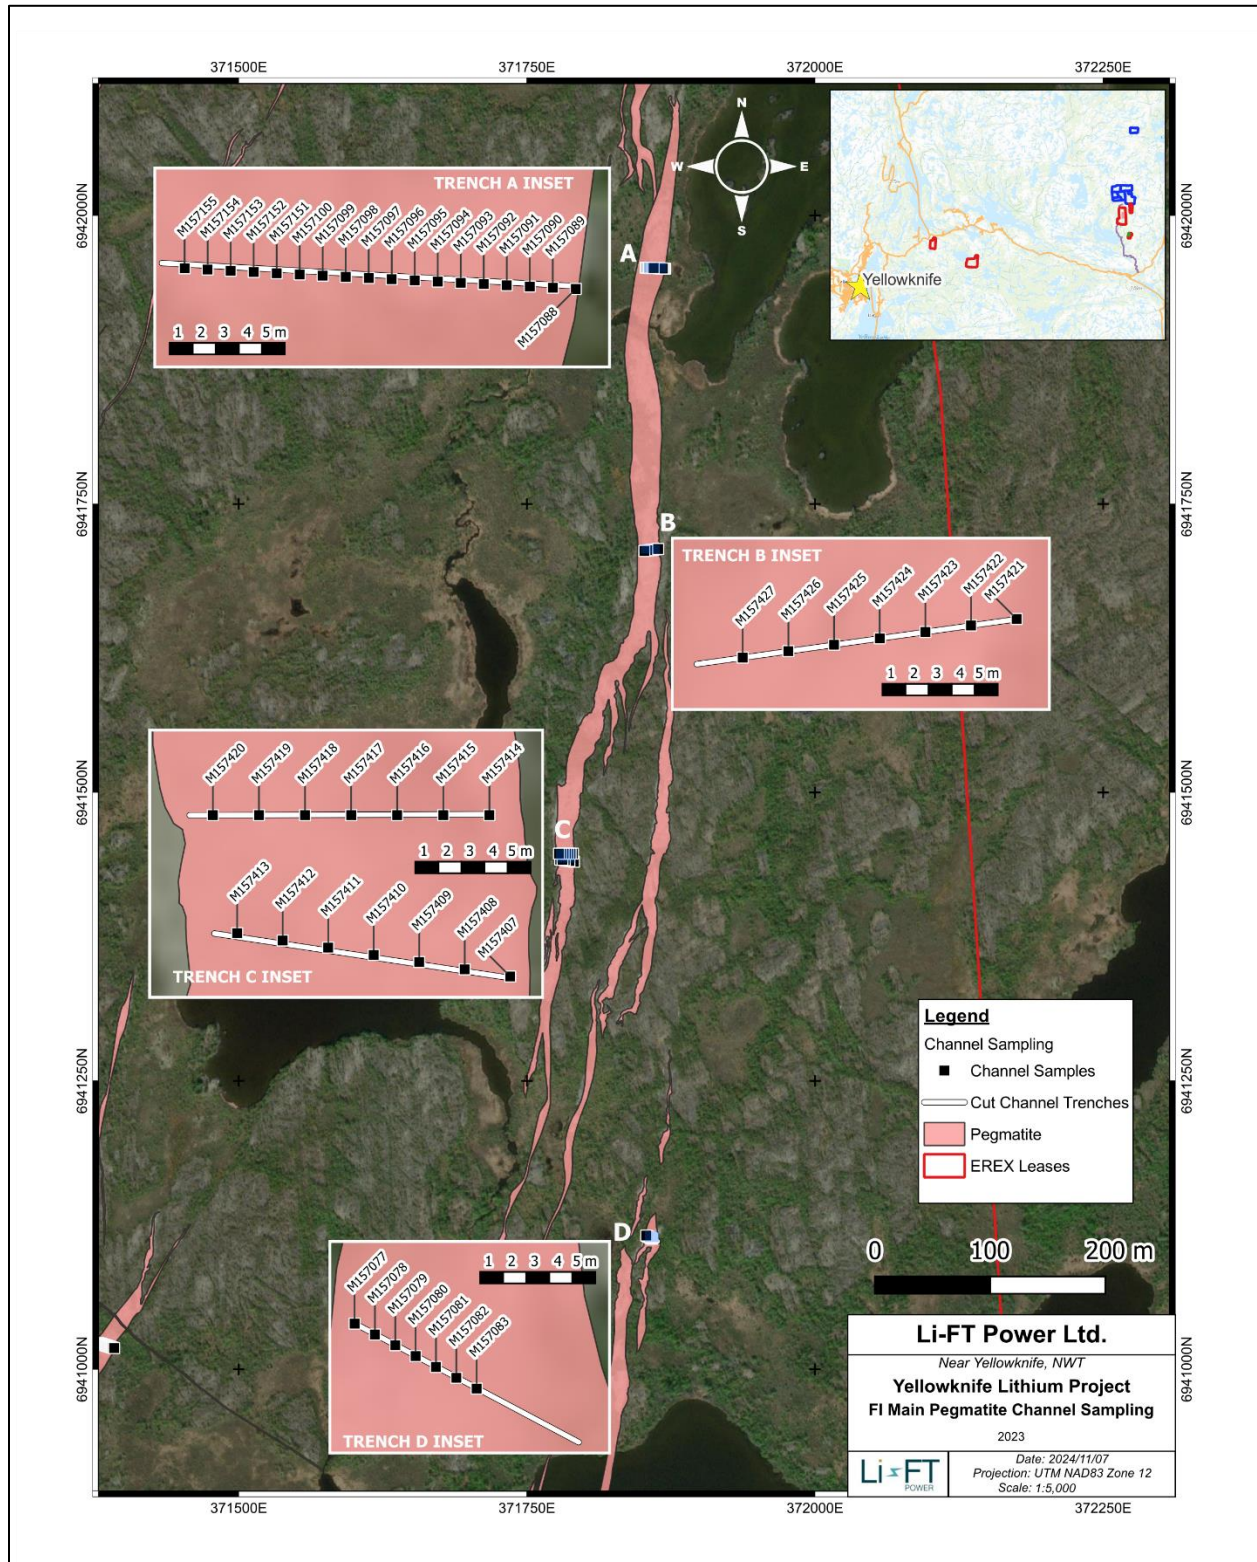 371500E 371750E 372000E 372250E
6942000N
6941750N
6941500N
6941250N
6941000N
N
W E
S
Yellowknife
TRENCH A INSET
M157155
M157154
M157153
M157152
M157151
M157100
M157099
M157098
M157097
M157096
M157095
M157094
M157093
M157092
M157091
M157090
M157089
M157088
1 2 3 4 5 m
A
B
TRENCH B INSET
M157427
M157426
M157425
M157424
M157423
M157422
M157421
1 2 3 4 5 m
M157420
M157419
M157418
M157417
M157416
M157415
M157414
1 2 3 4 5 m
M157413
M157412
M157411
M157410
M157409
M157408
M157407
TRENCH C INSET
C
D
1 2 3 4 5 m
M157077
M157078
M157079
M157080
M157081
M157082
M157083
TRENCH D INSET
Legend
Channel Sampling
Channel Samples
Cut Channel Trenches
Pegmatite
EREX Leases
0 100 200 m
Li-FT Power Ltd.
Near Yellowknife, NWT
Yellowknife Lithium Project
FI Main Pegmatite Channel Sampling
2023
Li-FT
POWER
Date: 2024/11/07
Projection: UTM NAD83 Zone 12
Scale: 1:5,000
6942000N
6941750N
6941500N
6941250N
6941000N
371500E 371750E 372000E 372250E